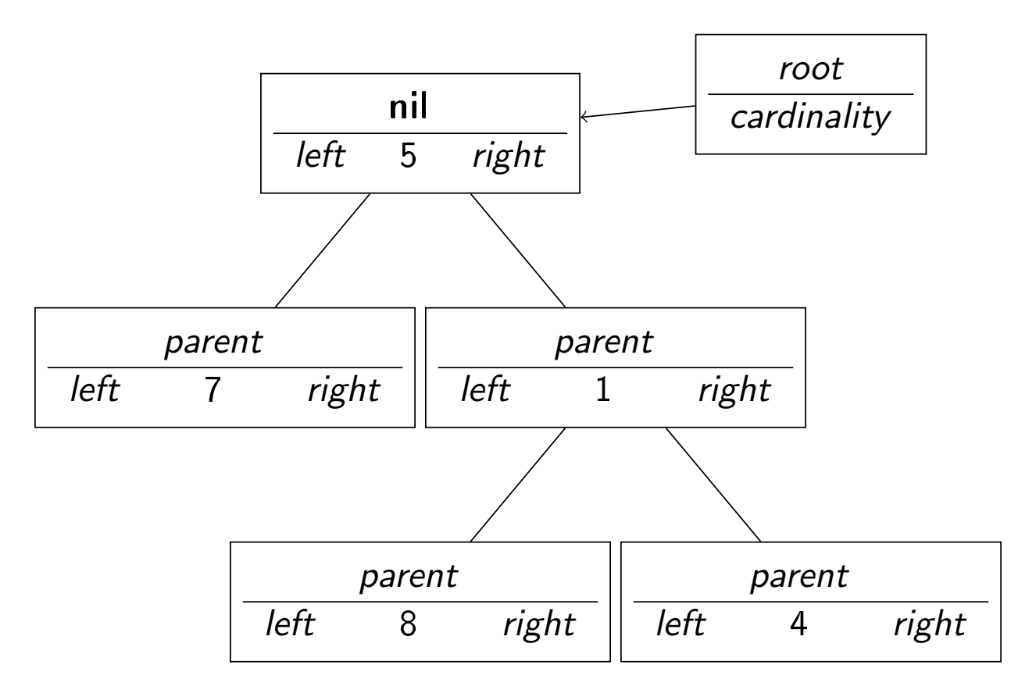 root
cardinality
nil
left 5 right
parent
left 7 right
parent
left 1 right
parent
left 8 right
parent
left 4 right